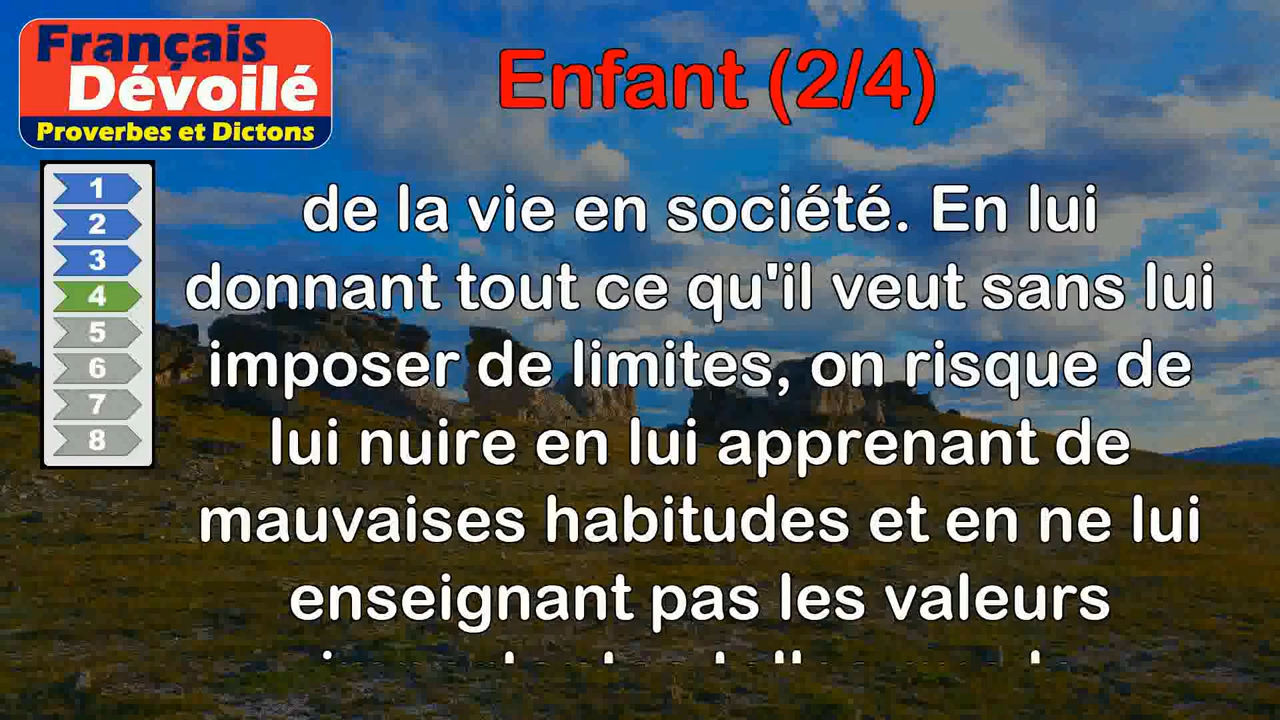 Français
Dévoilé
Proverbes et Dictons
Enfant (2/4)
1
2
3
4
5
6
7
8
de la vie en société. En lui
donnant tout ce qu'il veut sans lui
imposer de limites, on risque de
lui nuire en lui apprenant de
mauvaises habitudes et en ne lui
enseignant pas les valeurs